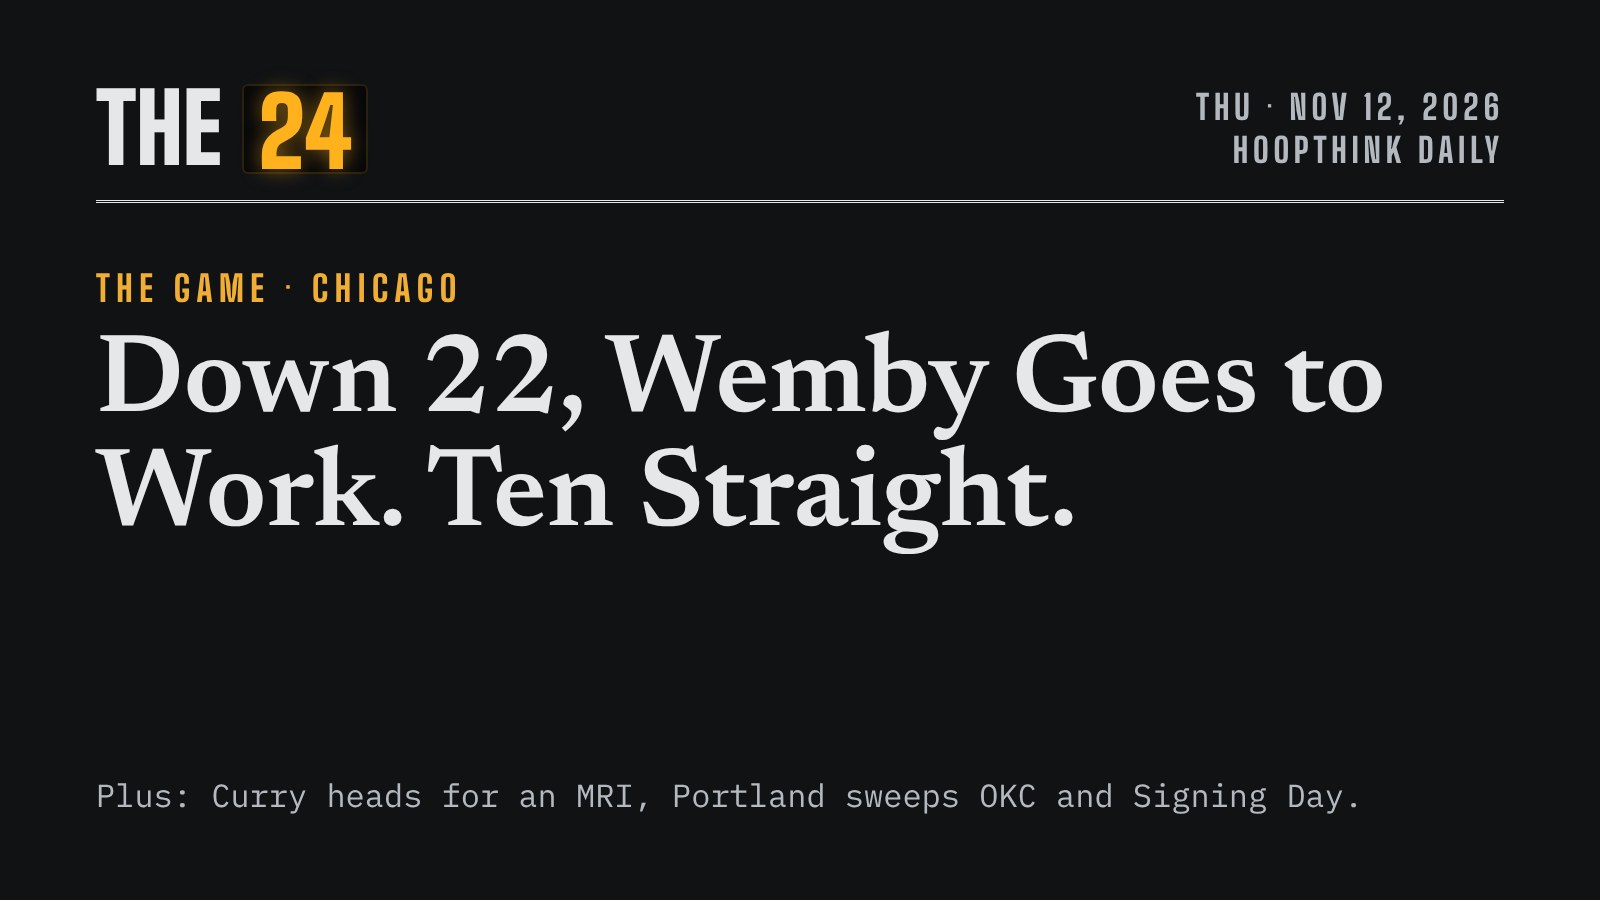 THE 24
THU · NOV 12, 2026
HOOPTHINK DAILY
THE GAME · CHICAGO
Down 22, Wemby Goes to
Work. Ten Straight.
Plus: Curry heads for an MRI, Portland sweeps OKC and Signing Day.